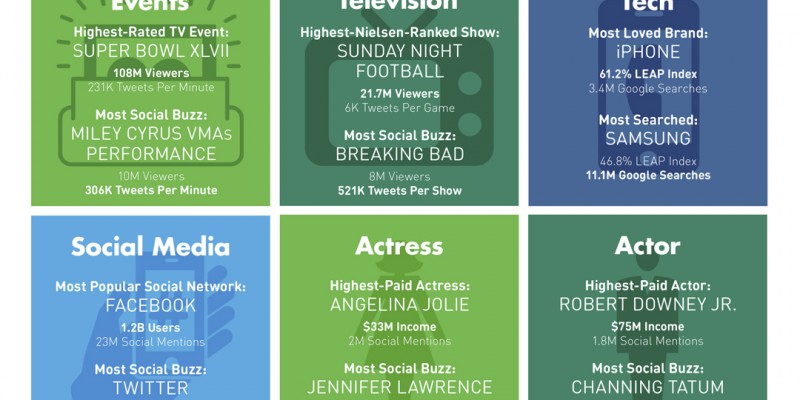 Events
Highest-Rated TV Event:
SUPER BOWL XLVII
108M Viewers
231K Tweets Per Minute
Most Social Buzz:
MILEY CYRUS VMAs
PERFORMANCE
10M Viewers
306K Tweets Per Minute
Television
Highest-Nielsen-Ranked Show:
SUNDAY NIGHT
FOOTBALL
21.7M Viewers
6K Tweets Per Game
Most Social Buzz:
BREAKING BAD
8M Viewers
521K Tweets Per Show
Tech
Most Loved Brand:
iPHONE
61.2% LEAP Index
3.4M Google Searches
Most Searched:
SAMSUNG
46.8% LEAP Index
11.1M Google Searches
Social Media
Most Popular Social Network:
FACEBOOK
1.2B Users
23M Social Mentions
Most Social Buzz:
TWITTER
Actress
Highest-Paid Actress:
ANGELINA JOLIE
$33M Income
2M Social Mentions
Most Social Buzz:
JENNIFER LAWRENCE
Actor
Highest-Paid Actor:
ROBERT DOWNEY JR.
$75M Income
1.8M Social Mentions
Most Social Buzz:
CHANNING TATUM